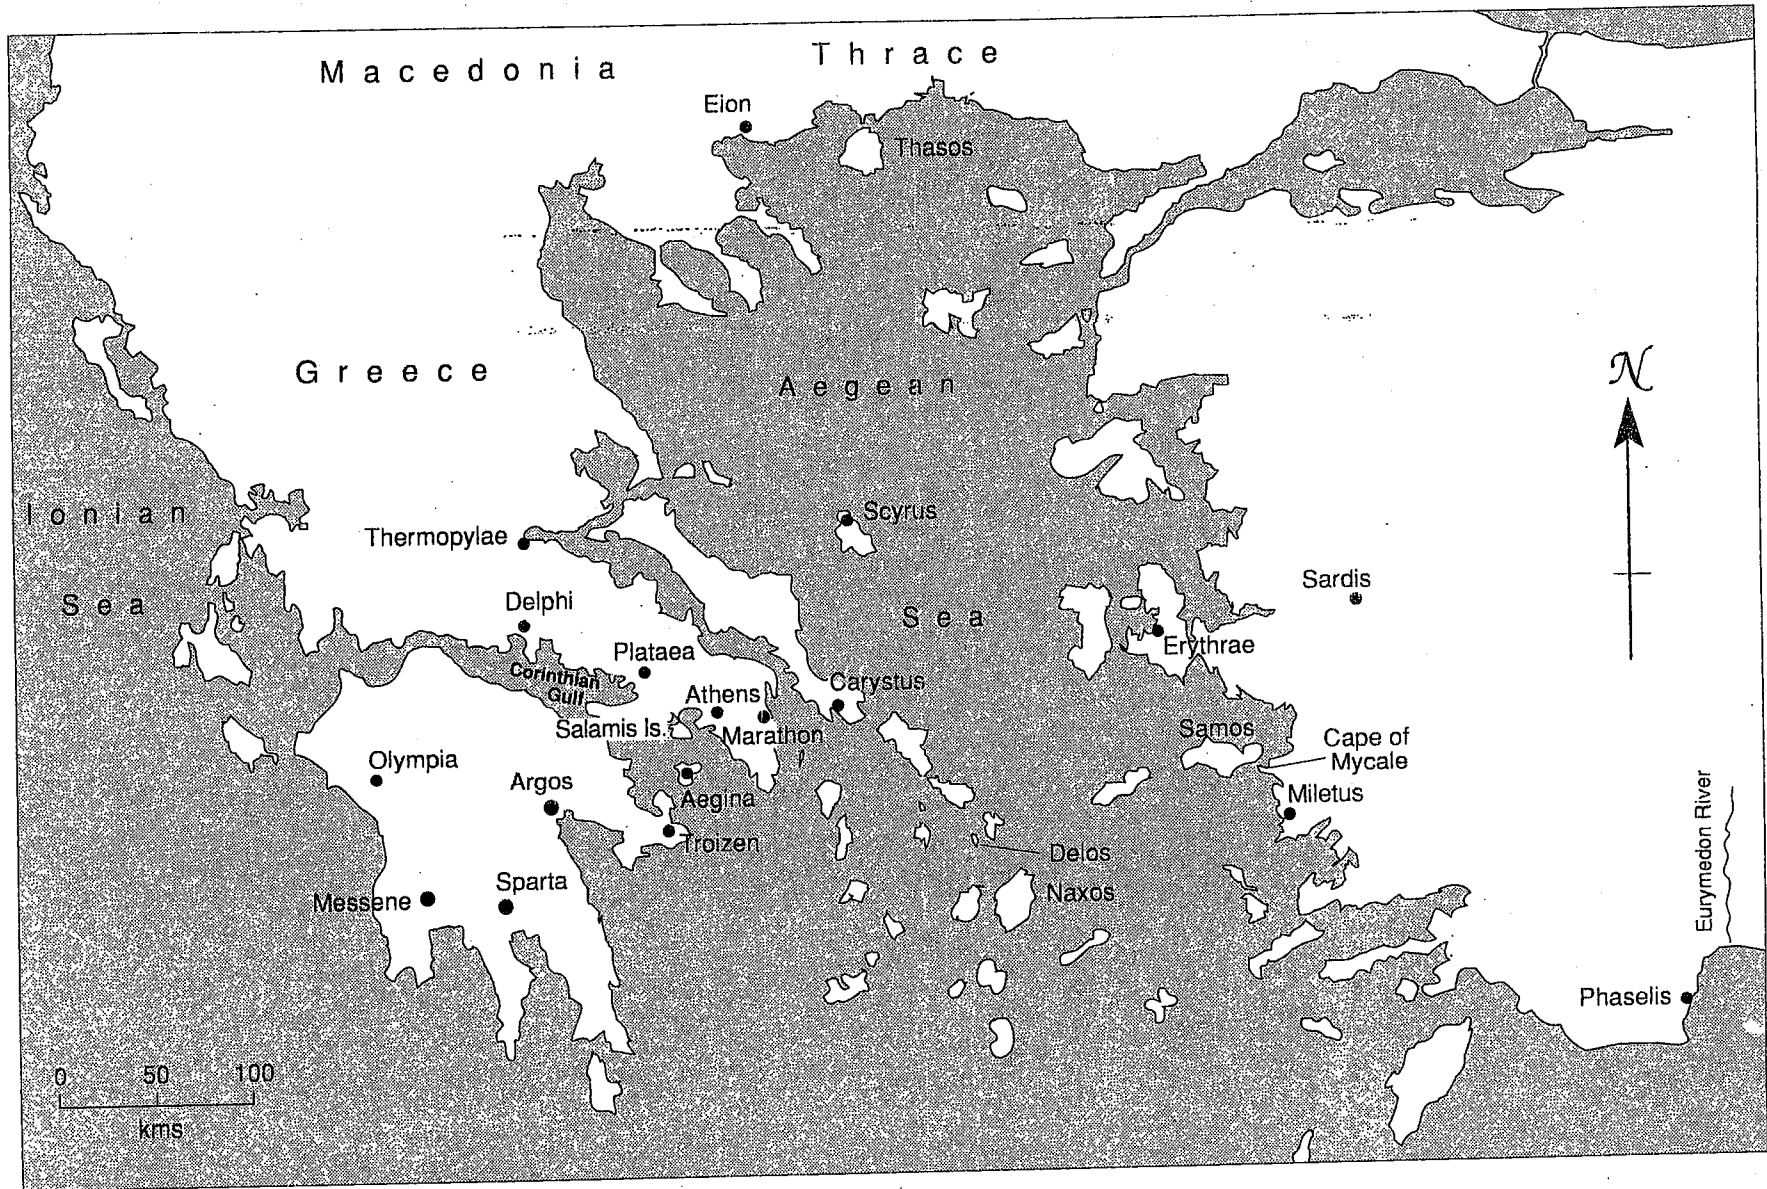 Macedonia
Thrace
Eion
Thasos
N
Greece
Aegean
Ionian
Scyrus
Thermopylae
Sardis
Sea
Delphi
Sea
Erythrae
Plataea
Corinthian
Gulf
Carystus
Athens
Salamis Is.
Marathon
Samos
Cape of
Mycale
Olympia
Argos
Aegina
Miletus
Eurymedon River
Troizen
Delos
Sparta
Messene
Naxos
Phaselis
0 50 100
kms